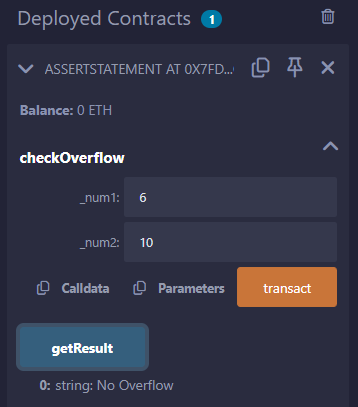 Deployed Contracts 1
ASSERTSTATEMENT AT 0X7FD...
Balance: 0 ETH
checkOverflow
_num1: 6
_num2: 10
Calldata Parameters transact
getResult
0: string: No Overflow